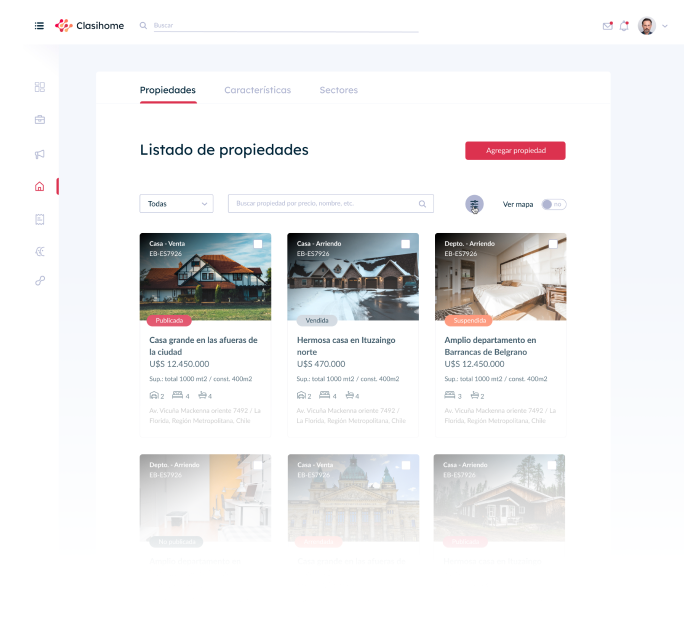 Clasihome
Buscar
Propiedades
Características
Sectores
Listado de propiedades
Agregar propiedad
Todas
Buscar propiedad por precio, nombre, etc.
Ver mapa
no
Casa - Venta
EB-ES7926
Publicada
Casa grande en las afueras de
la ciudad
U$S 12.450.000
Sup.: total 1000 mt2 / const. 400m2
2 4 4
Av. Vicuña Mackenna oriente 7492 / La
Florida, Región Metropolitana, Chile
Casa - Arriendo
EB-ES7926
Vendida
Hermosa casa en Ituzaingo
norte
U$S 470.000
Sup.: total 1000 mt2 / const. 400m2
2 4 4
Av. Vicuña Mackenna oriente 7492 /
La Florida, Región Metropolitana, Chile
Depto. - Arriendo
EB-ES7926
Suspendida
Amplio departamento en
Barrancas de Belgrano
U$S 12.450.000
Sup.: total 1000 mt2 / const. 400m2
3 2
Av. Vicuña Mackenna oriente 7492 / La
Florida, Región Metropolitana, Chile
Depto. - Arriendo
EB-ES7926
No publicada
Casa - Venta
EB-ES7926
Casa - Arriendo
EB-ES7926